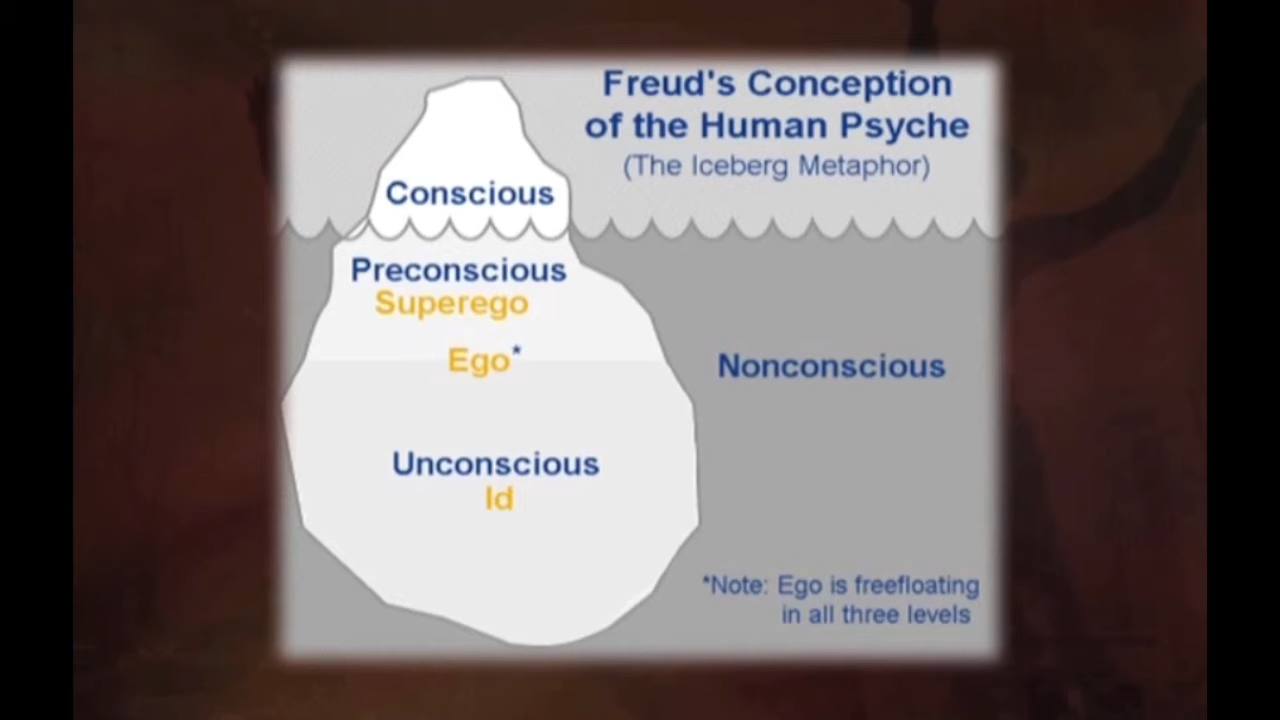 Freud's Conception
of the Human Psyche
(The Iceberg Metaphor)
Conscious
Preconscious
Superego
Ego*
Nonconscious
Unconscious
Id
*Note: Ego is freefloating
in all three levels